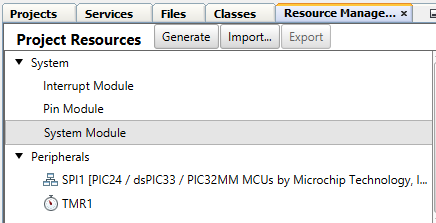 Projects Services Files Classes Resource Manage... ×
Project Resources Generate Import... Export
System
Interrupt Module
Pin Module
System Module
Peripherals
SPI1 [PIC24 / dsPIC33 / PIC32MM MCUs by Microchip Technology, I...
TMR1